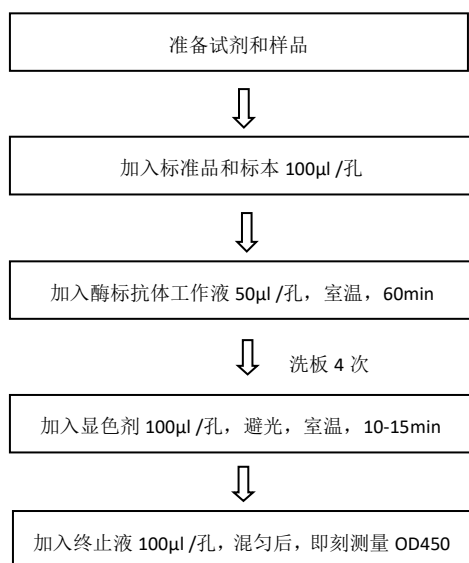 准备试剂和样品
加入标准品和标本 100μl /孔
加入酶标抗体工作液 50μl /孔，室温，60min
洗板 4 次
加入显色剂 100μl /孔，避光，室温，10-15min
加入终止液 100μl /孔，混匀后，即刻测量 OD450